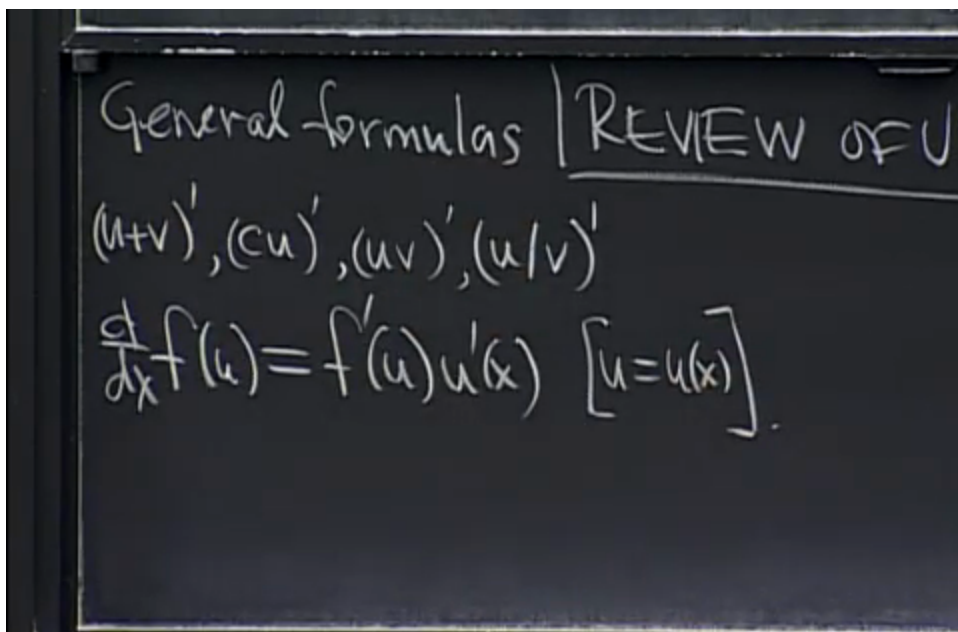 General formulas | REVIEW OF U
(u+v)', (cu)', (uv)', (u/v)'
d/dx f(u) = f'(u)u'(x) [u=u(x)].